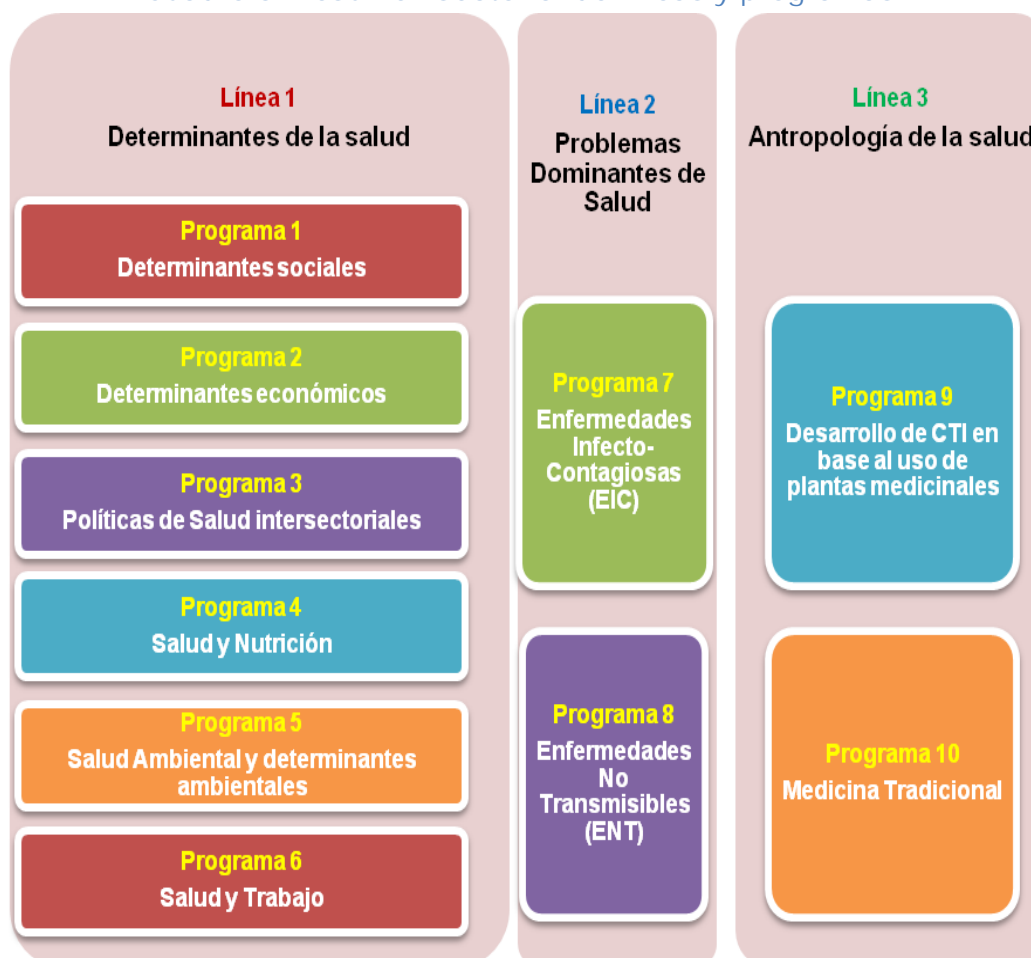 Línea 1
Determinantes de la salud
Programa 1
Determinantes sociales
Programa 2
Determinantes económicos
Programa 3
Políticas de Salud intersectoriales
Programa 4
Salud y Nutrición
Programa 5
Salud Ambiental y determinantes
ambientales
Programa 6
Salud y Trabajo
Línea 2
Problemas
Dominantes de
Salud
Programa 7
Enfermedades
Infecto-
Contagiosas
(EIC)
Programa 8
Enfermedades
No
Transmisibles
(ENT)
Línea 3
Antropología de la salud
Programa 9
Desarrollo de CTI en
base al uso de
plantas medicinales
Programa 10
Medicina Tradicional